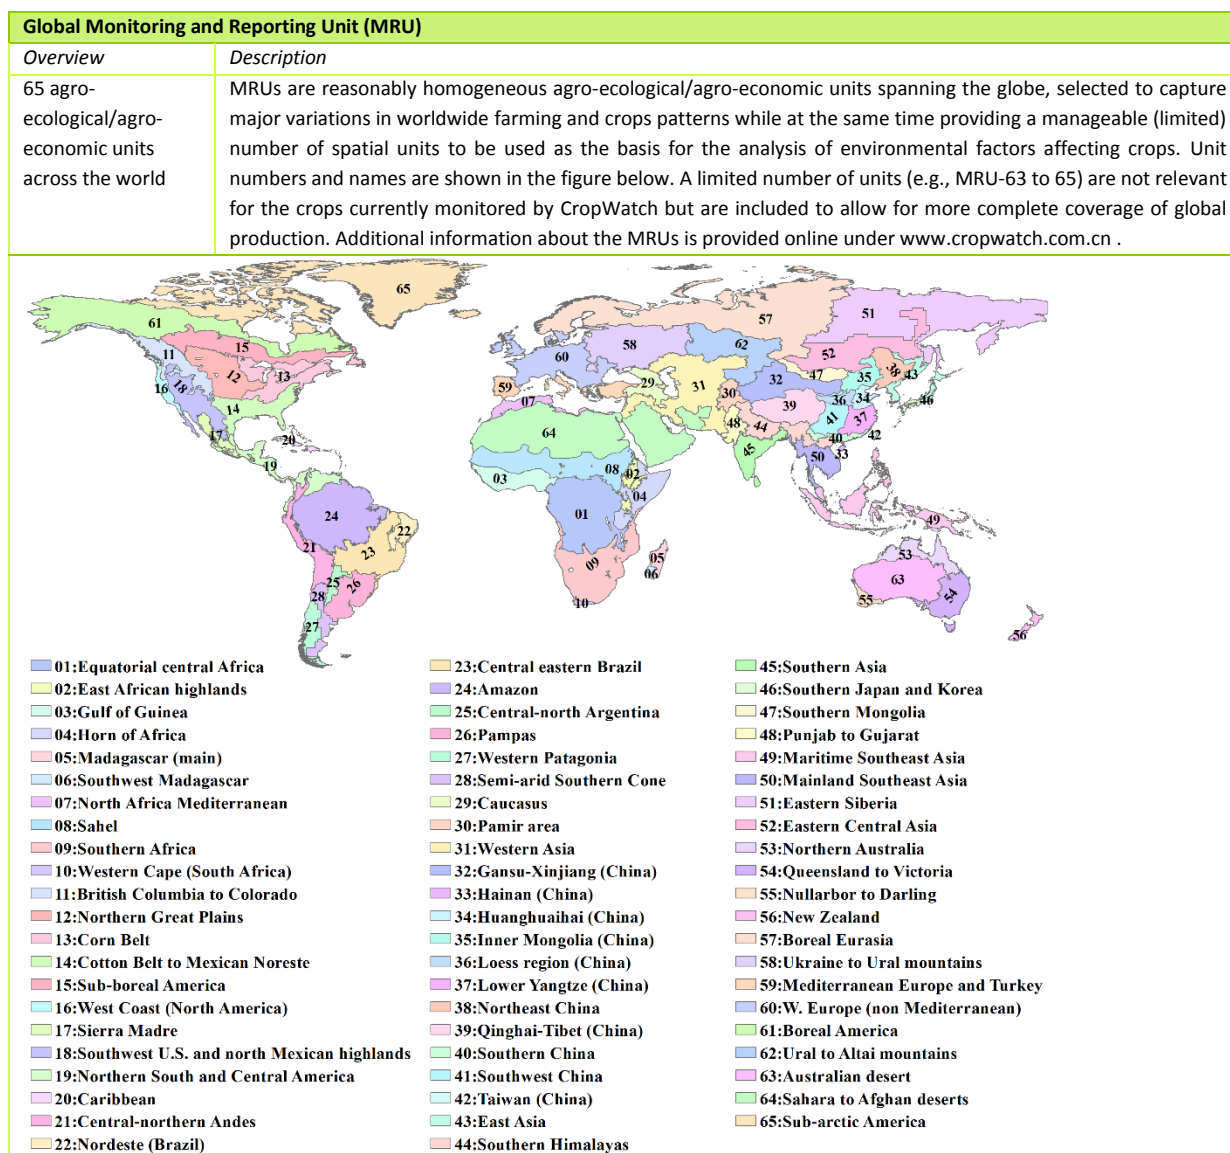 Global Monitoring and Reporting Unit (MRU)
Overview
Description
65 agro-
ecological/agro-
economic units
across the world
MRUs are reasonably homogeneous agro-ecological/agro-economic units spanning the globe, selected to capture
major variations in worldwide farming and crops patterns while at the same time providing a manageable (limited)
number of spatial units to be used as the basis for the analysis of environmental factors affecting crops. Unit
numbers and names are shown in the figure below. A limited number of units (e.g., MRU-63 to 65) are not relevant
for the crops currently monitored by CropWatch but are included to allow for more complete coverage of global
production. Additional information about the MRUs is provided online under www.cropwatch.com.cn .
65
61
51
57
15
11
58
62
60
52
12
13
16
18
59
29
31
30
32
47
35
38
43
36
34
46
14
07
39
41
37
17
20
64
48
44
40
42
45
33
50
19
08
02
03
04
24
01
49
22
23
21
09
05
06
53
25
26
28
63
10
55
54
27
56
01:Equatorial central Africa
02:East African highlands
03:Gulf of Guinea
04:Horn of Africa
05:Madagascar (main)
06:Southwest Madagascar
07:North Africa Mediterranean
08:Sahel
09:Southern Africa
10:Western Cape (South Africa)
11:British Columbia to Colorado
12:Northern Great Plains
13:Corn Belt
14:Cotton Belt to Mexican Noreste
15:Sub-boreal America
16:West Coast (North America)
17:Sierra Madre
18:Southwest U.S. and north Mexican highlands
19:Northern South and Central America
20:Caribbean
21:Central-northern Andes
22:Nordeste (Brazil)
23:Central eastern Brazil
24:Amazon
25:Central-north Argentina
26:Pampas
27:Western Patagonia
28:Semi-arid Southern Cone
29:Caucasus
30:Pamir area
31:Western Asia
32:Gansu-Xinjiang (China)
33:Hainan (China)
34:Huanghuaihai (China)
35:Inner Mongolia (China)
36:Loess region (China)
37:Lower Yangtze (China)
38:Northeast China
39:Qinghai-Tibet (China)
40:Southern China
41:Southwest China
42:Taiwan (China)
43:East Asia
44:Southern Himalayas
45:Southern Asia
46:Southern Japan and Korea
47:Southern Mongolia
48:Punjab to Gujarat
49:Maritime Southeast Asia
50:Mainland Southeast Asia
51:Eastern Siberia
52:Eastern Central Asia
53:Northern Australia
54:Queensland to Victoria
55:Nullarbor to Darling
56:New Zealand
57:Boreal Eurasia
58:Ukraine to Ural mountains
59:Mediterranean Europe and Turkey
60:W. Europe (non Mediterranean)
61:Boreal America
62:Ural to Altai mountains
63:Australian desert
64:Sahara to Afghan deserts
65:Sub-arctic America